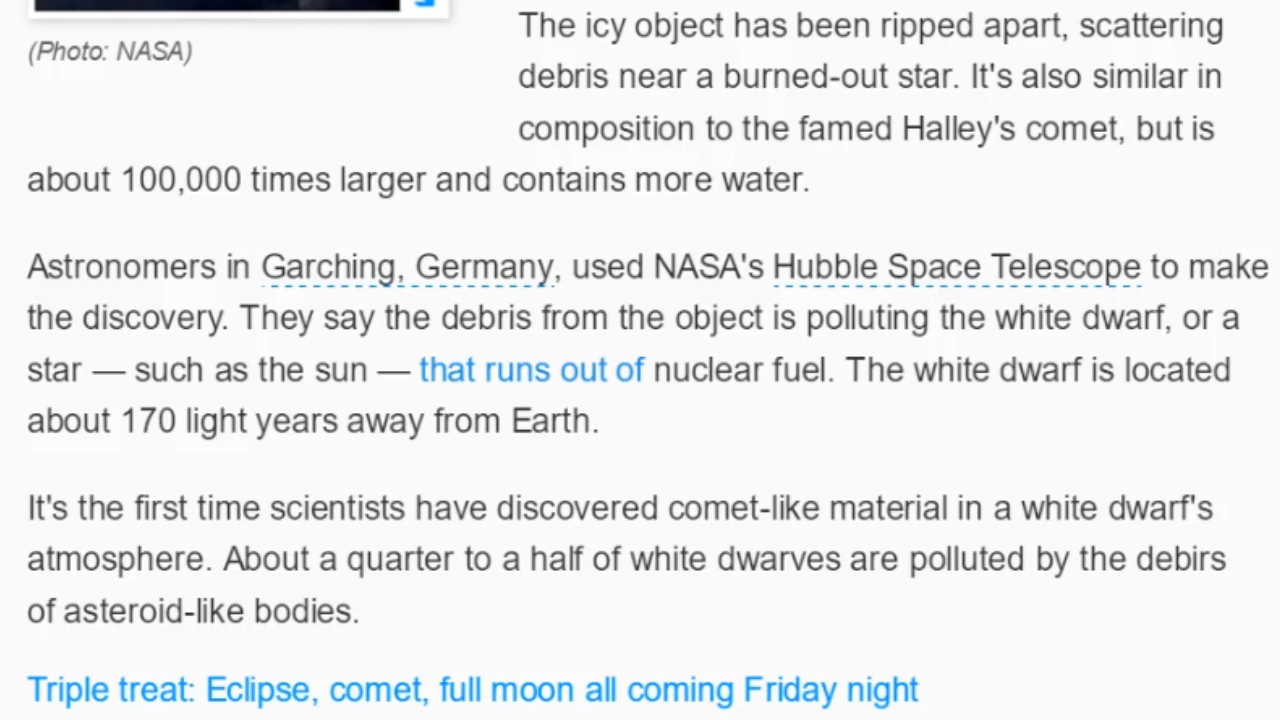 (Photo: NASA)
The icy object has been ripped apart, scattering
debris near a burned-out star. It's also similar in
composition to the famed Halley's comet, but is
about 100,000 times larger and contains more water.
Astronomers in Garching, Germany, used NASA's Hubble Space Telescope to make
the discovery. They say the debris from the object is polluting the white dwarf, or a
star — such as the sun — that runs out of nuclear fuel. The white dwarf is located
about 170 light years away from Earth.
It's the first time scientists have discovered comet-like material in a white dwarf's
atmosphere. About a quarter to a half of white dwarves are polluted by the debirs
of asteroid-like bodies.
Triple treat: Eclipse, comet, full moon all coming Friday night